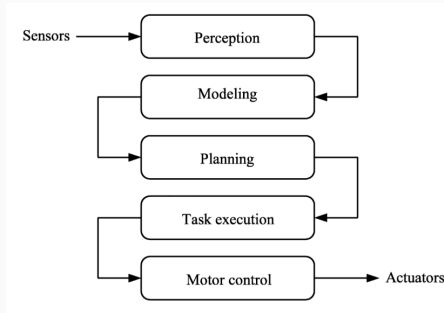 Sensors
Perception
Modeling
Planning
Task execution
Motor control
Actuators